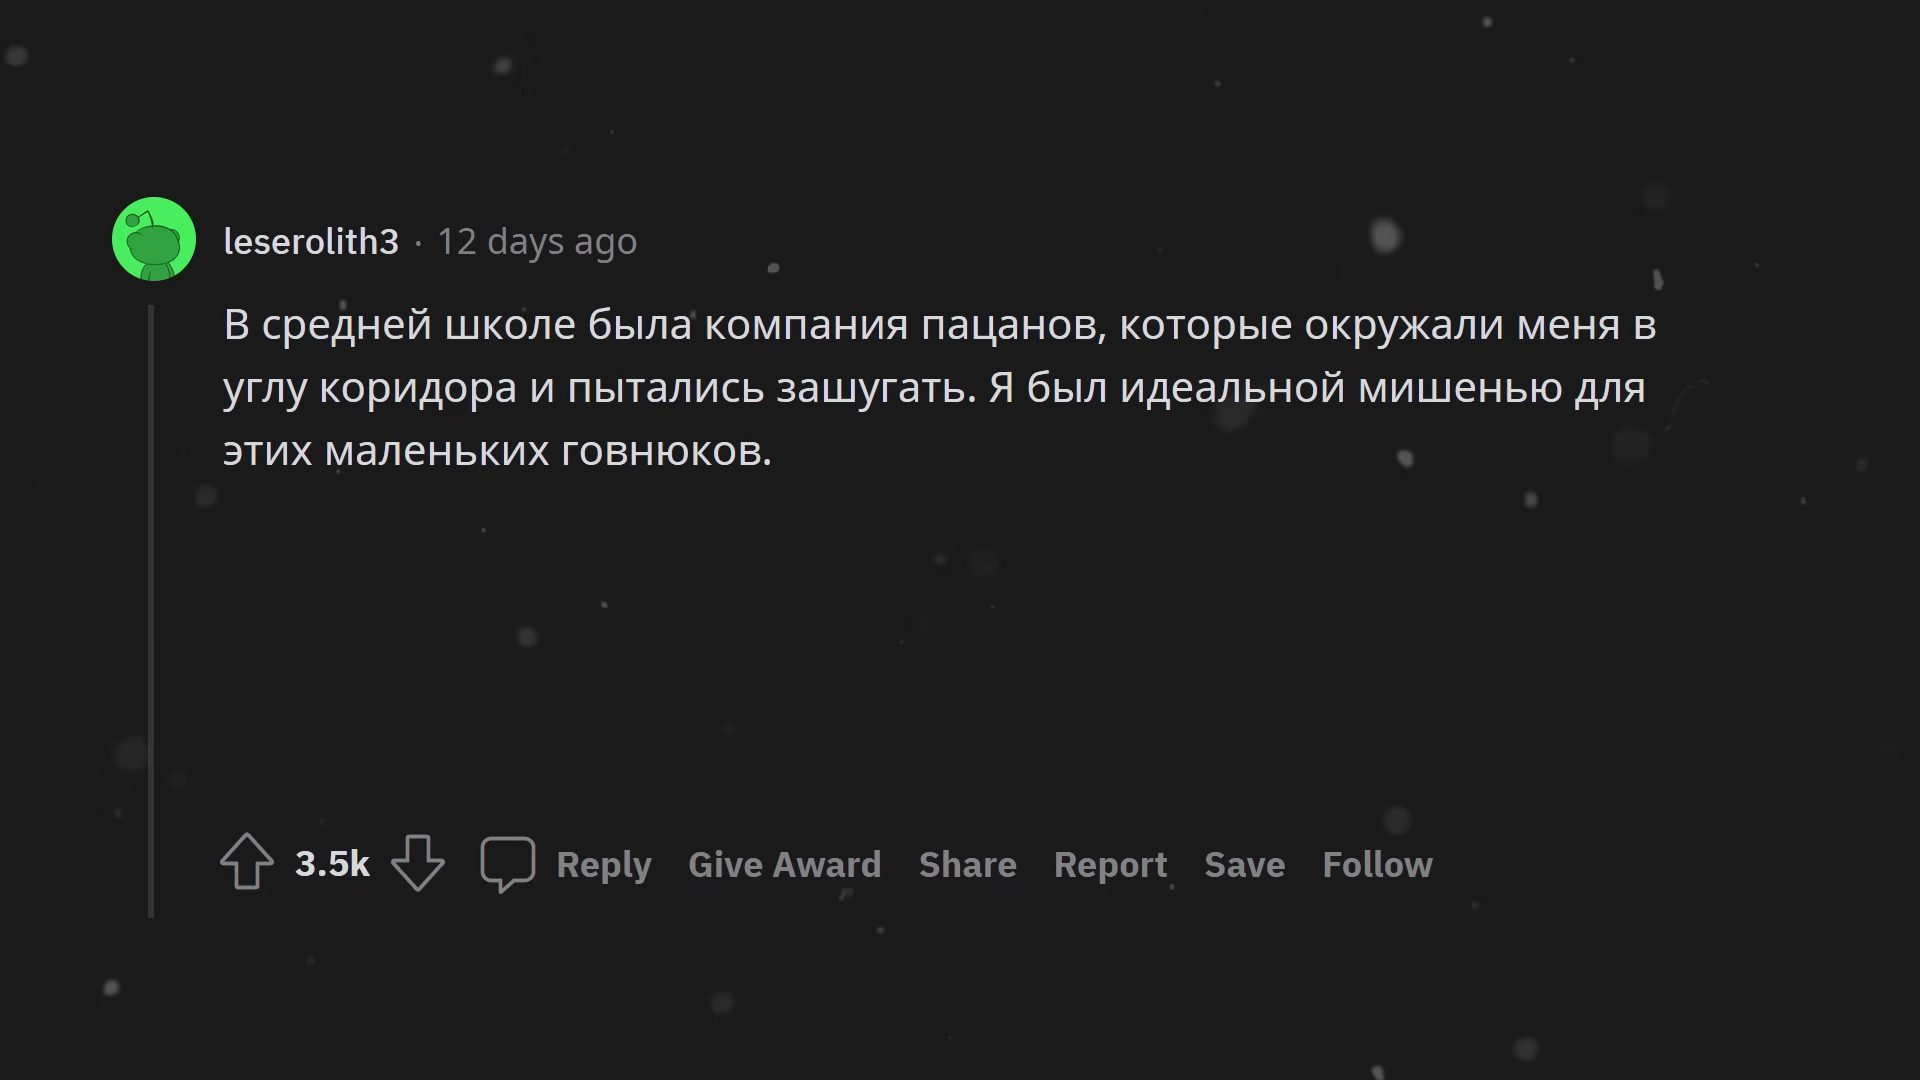 leserolith3 · 12 days ago
В средней школе была компания пацанов, которые окружали меня в
углу коридора и пытались зашугать. Я был идеальной мишенью для
этих маленьких говнюков.
3.5k Reply Give Award Share Report Save Follow